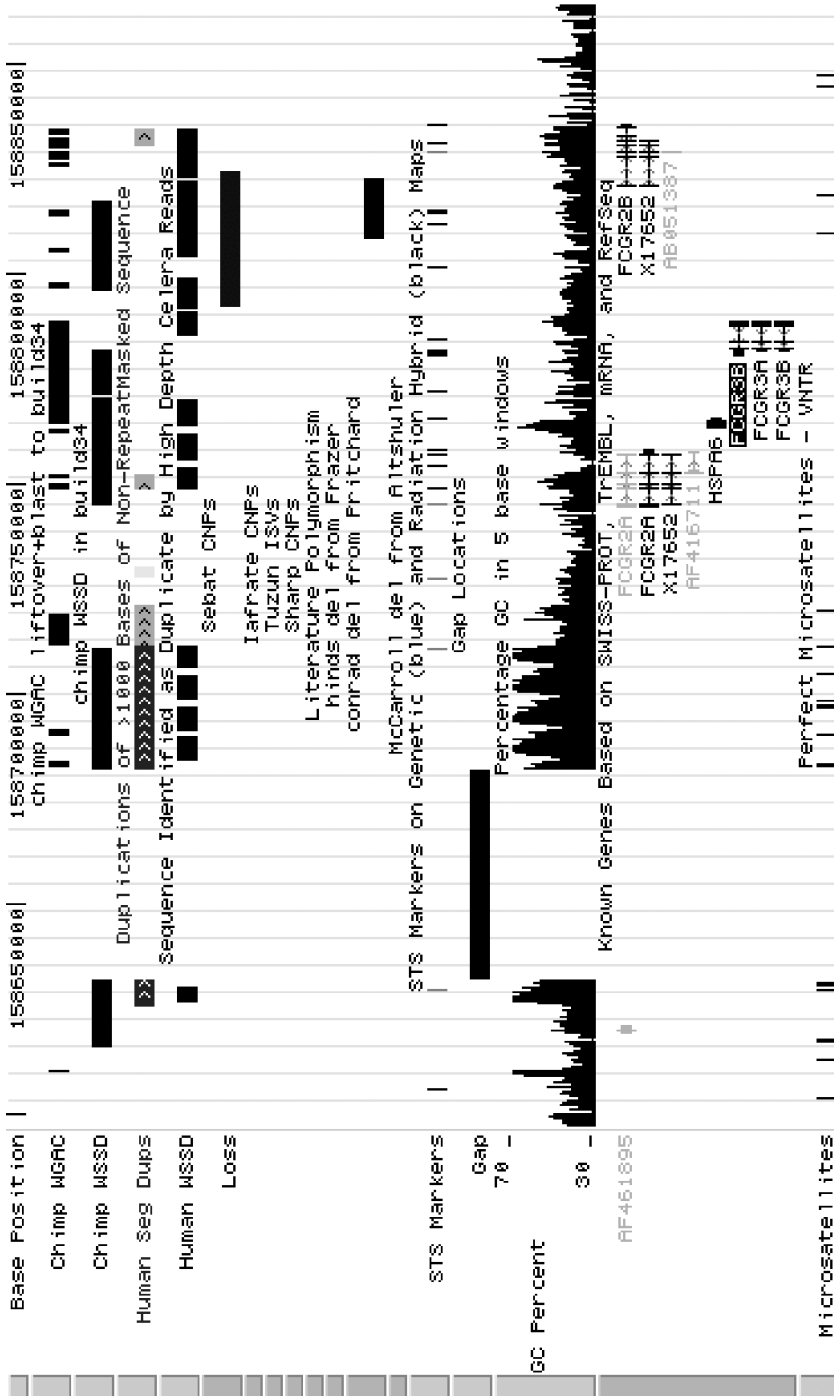 Base Position
158650000|
158700000|
158750000|
158800000|
158850000|
chimp WGAC liftover+blast to build34
Chimp WGAC
chimp WSSD in build34
Chimp WSSD
Duplications of >1000 Bases of Non-RepeatMasked Sequence
Human Seg Dups
Sequence Identified as Duplicate by High Depth Celera Reads
Human WSSD
Sebat CNPs
Loss
Iafrate CNPs
Tuzun ISVs
Sharp CNPs
Literature Polymorphism
hinds del from Frazer
conrad del from Pritchard
McCarroll del from Altshuler
STS Markers on Genetic (blue) and Radiation Hybrid (black) Maps
STS Markers
Gap Locations
Gap
Percentage GC in 5 base windows
70 -
GC Percent
30 -
Known Genes Based on SWISS-PROT, TrEMBL, mRNA, and RefSeq
AF461895
FCGR2A
FCGR2B
FCGR2A
X17652
X17652
AB051387
AF416711
HSPA6
FCGR3B
FCGR3A
FCGR3B
Perfect Microsatellites - VNTR
Microsatellites